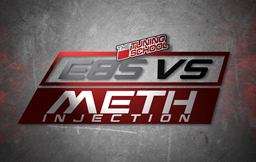 THE TUNING SCHOOL
E85 VS
METH
INJECTION